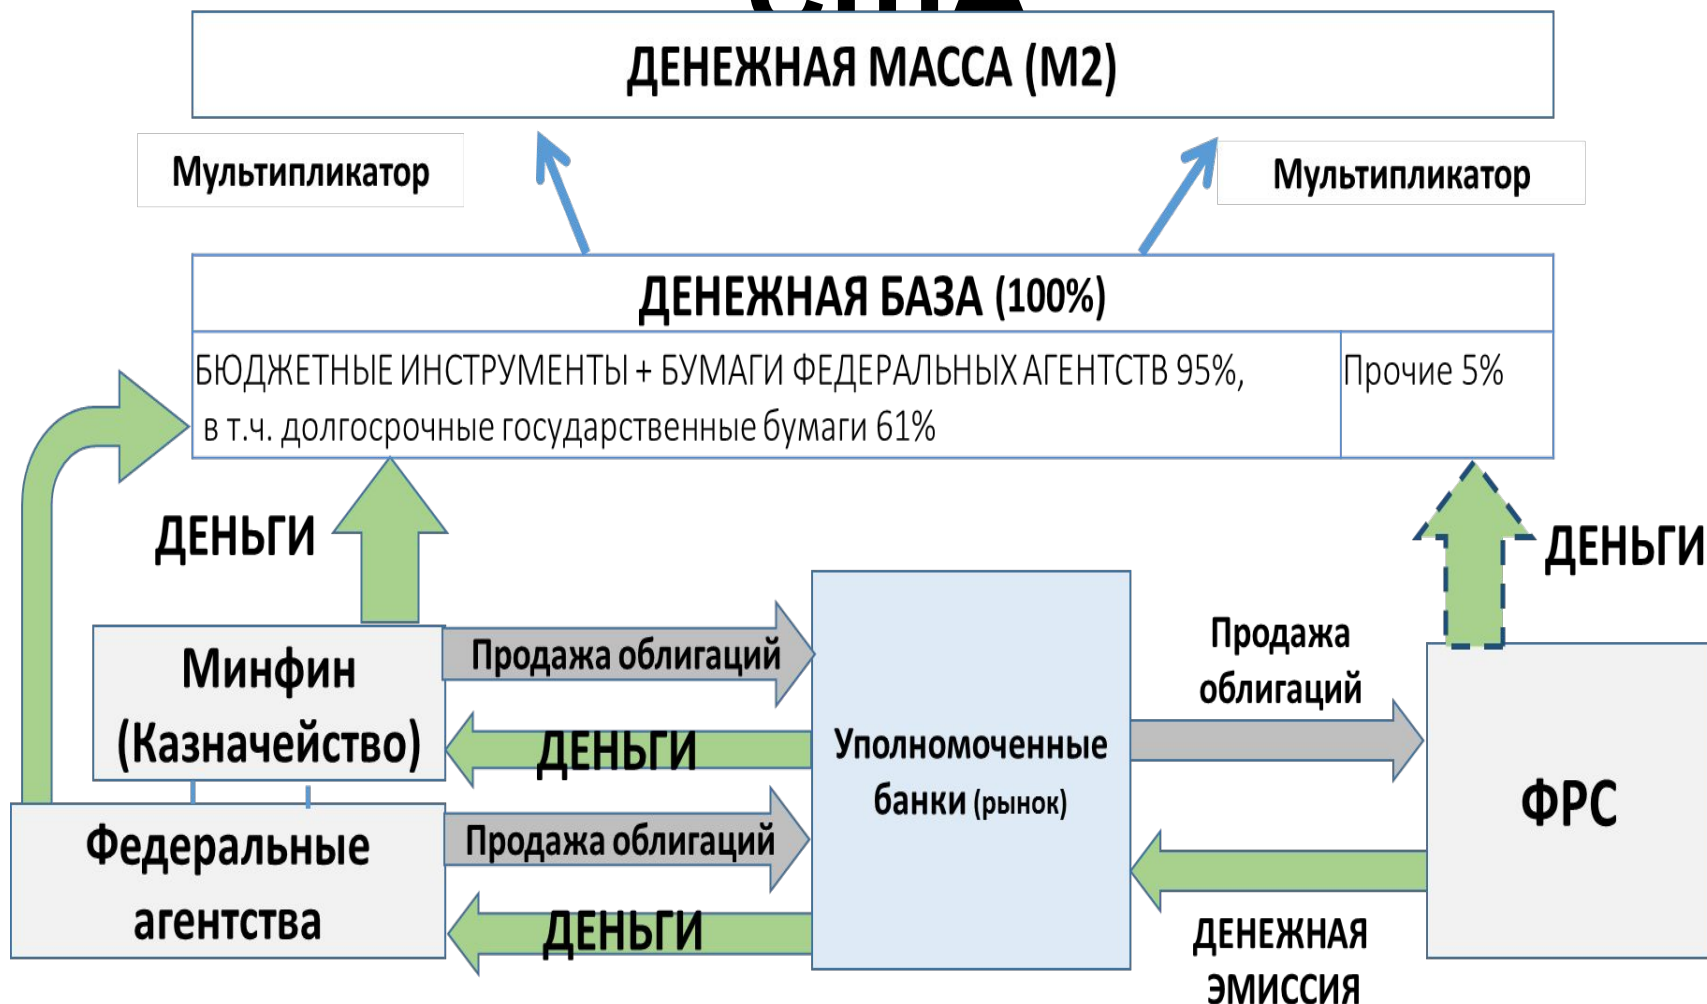 США
ДЕНЕЖНАЯ МАССА (М2)
Мультипликатор
Мультипликатор
ДЕНЕЖНАЯ БАЗА (100%)
БЮДЖЕТНЫЕ ИНСТРУМЕНТЫ + БУМАГИ ФЕДЕРАЛЬНЫХ АГЕНТСТВ 95%,
в т.ч. долгосрочные государственные бумаги 61%
Прочие 5%
ДЕНЬГИ
ДЕНЬГИ
Минфин
(Казначейство)
Продажа облигаций
ДЕНЬГИ
Федеральные
агентства
Продажа облигаций
ДЕНЬГИ
Уполномоченные
банки (рынок)
Продажа
облигаций
ДЕНЕЖНАЯ
ЭМИССИЯ
ФРС